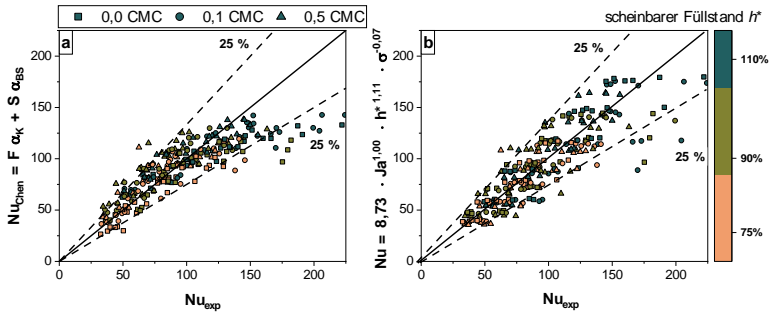 0,0 CMC 0,1 CMC 0,5 CMC
scheinbarer Füllstand h*
a
25 %
25 %
Nu_Chen = F α_K + S α_BS
225
200
150
100
50
0
0 50 100 150 200
Nu_exp
b
25 %
25 %
Nu = 8,73 · Ja^1,00 · h*^1,11 · σ^-0,07
200
150
100
50
0
0 50 100 150 200
Nu_exp
110%
90%
75%